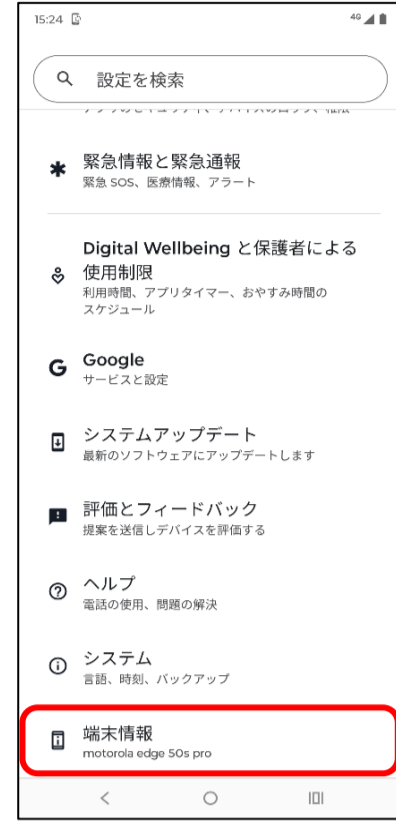 15:24
4G
設定を検索
緊急情報と緊急通報
緊急 SOS、医療情報、アラート
Digital Wellbeing と保護者による
使用制限
利用時間、アプリタイマー、おやすみ時間の
スケジュール
Google
サービスと設定
システムアップデート
最新のソフトウェアにアップデートします
評価とフィードバック
提案を送信しデバイスを評価する
ヘルプ
電話の使用、問題の解決
システム
言語、時刻、バックアップ
端末情報
motorola edge 50s pro